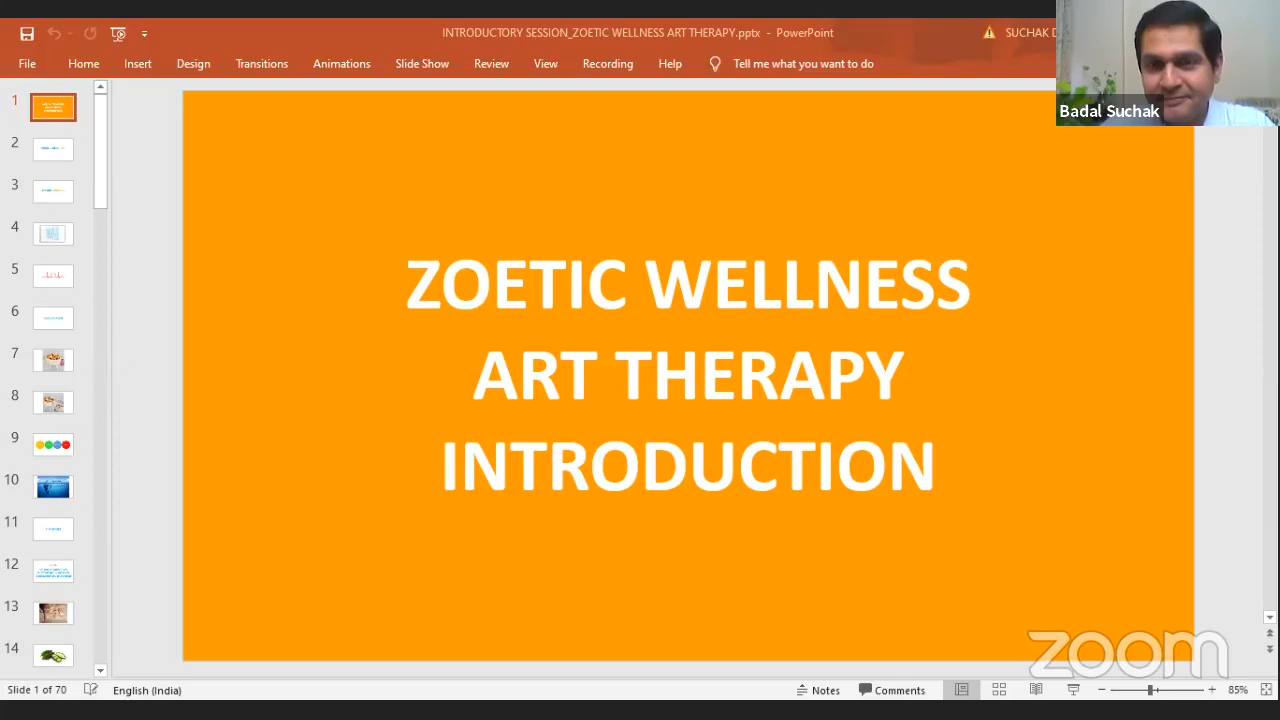 INTRODUCTORY SESSION_ZOETIC WELLNESS ART THERAPY.pptx - PowerPoint
SUCHAK D
File Home Insert Design Transitions Animations Slide Show Review View Recording Help Tell me what you want to do
Badal Suchak
1
2
3
4
5
6
7
8
9
10
11
12
13
14
ZOETIC WELLNESS
ART THERAPY
INTRODUCTION
zoom
Slide 1 of 70 English (India) Notes Comments 85%